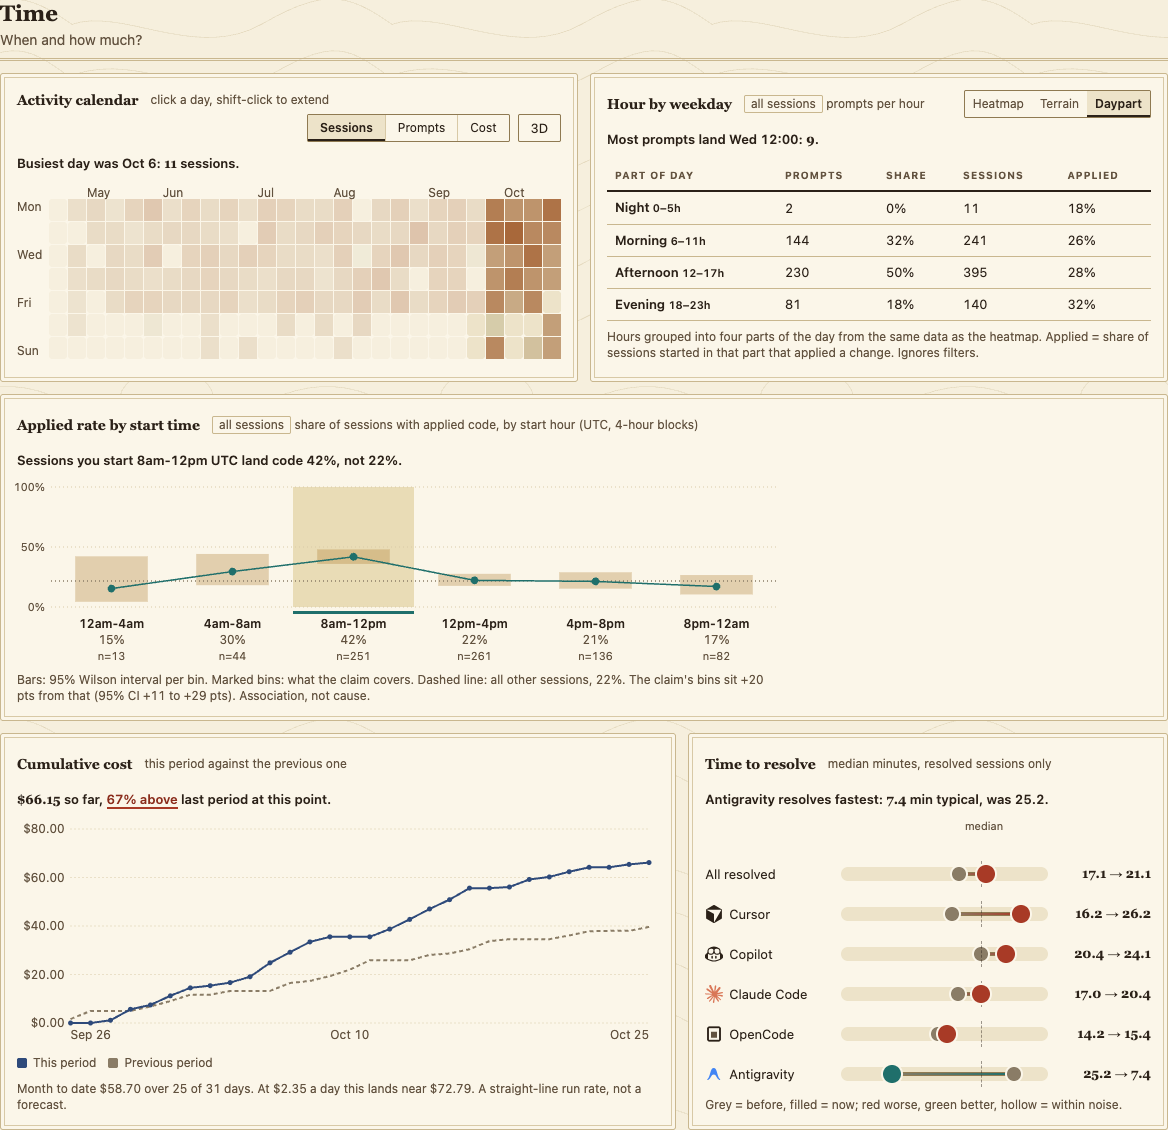 Time
When and how much?
Activity calendar click a day, shift-click to extend
Sessions Prompts Cost 3D
Busiest day was Oct 6: 11 sessions.
May Jun Jul Aug Sep Oct
Mon
Wed
Fri
Sun
Hour by weekday all sessions prompts per hour
Heatmap Terrain Daypart
Most prompts land Wed 12:00: 9.
PART OF DAY PROMPTS SHARE SESSIONS APPLIED
Night 0–5h 2 0% 11 18%
Morning 6–11h 144 32% 241 26%
Afternoon 12–17h 230 50% 395 28%
Evening 18–23h 81 18% 140 32%
Hours grouped into four parts of the day from the same data as the heatmap. Applied = share of
sessions started in that part that applied a change. Ignores filters.
Applied rate by start time all sessions share of sessions with applied code, by start hour (UTC, 4-hour blocks)
Sessions you start 8am-12pm UTC land code 42%, not 22%.
100%
50%
0%
12am-4am 4am-8am 8am-12pm 12pm-4pm 4pm-8pm 8pm-12am
15% 30% 42% 22% 21% 17%
n=13 n=44 n=251 n=261 n=136 n=82
Bars: 95% Wilson interval per bin. Marked bins: what the claim covers. Dashed line: all other sessions, 22%. The claim's bins sit +20
pts from that (95% CI +11 to +29 pts). Association, not cause.
Cumulative cost this period against the previous one
$66.15 so far, 67% above last period at this point.
$80.00
$60.00
$40.00
$20.00
$0.00
Sep 26 Oct 10 Oct 25
This period Previous period
Month to date $58.70 over 25 of 31 days. At $2.35 a day this lands near $72.79. A straight-line run rate, not a
forecast.
Time to resolve median minutes, resolved sessions only
Antigravity resolves fastest: 7.4 min typical, was 25.2.
median
All resolved 17.1 → 21.1
Cursor 16.2 → 26.2
Copilot 20.4 → 24.1
Claude Code 17.0 → 20.4
OpenCode 14.2 → 15.4
Antigravity 25.2 → 7.4
Grey = before, filled = now; red worse, green better, hollow = within noise.